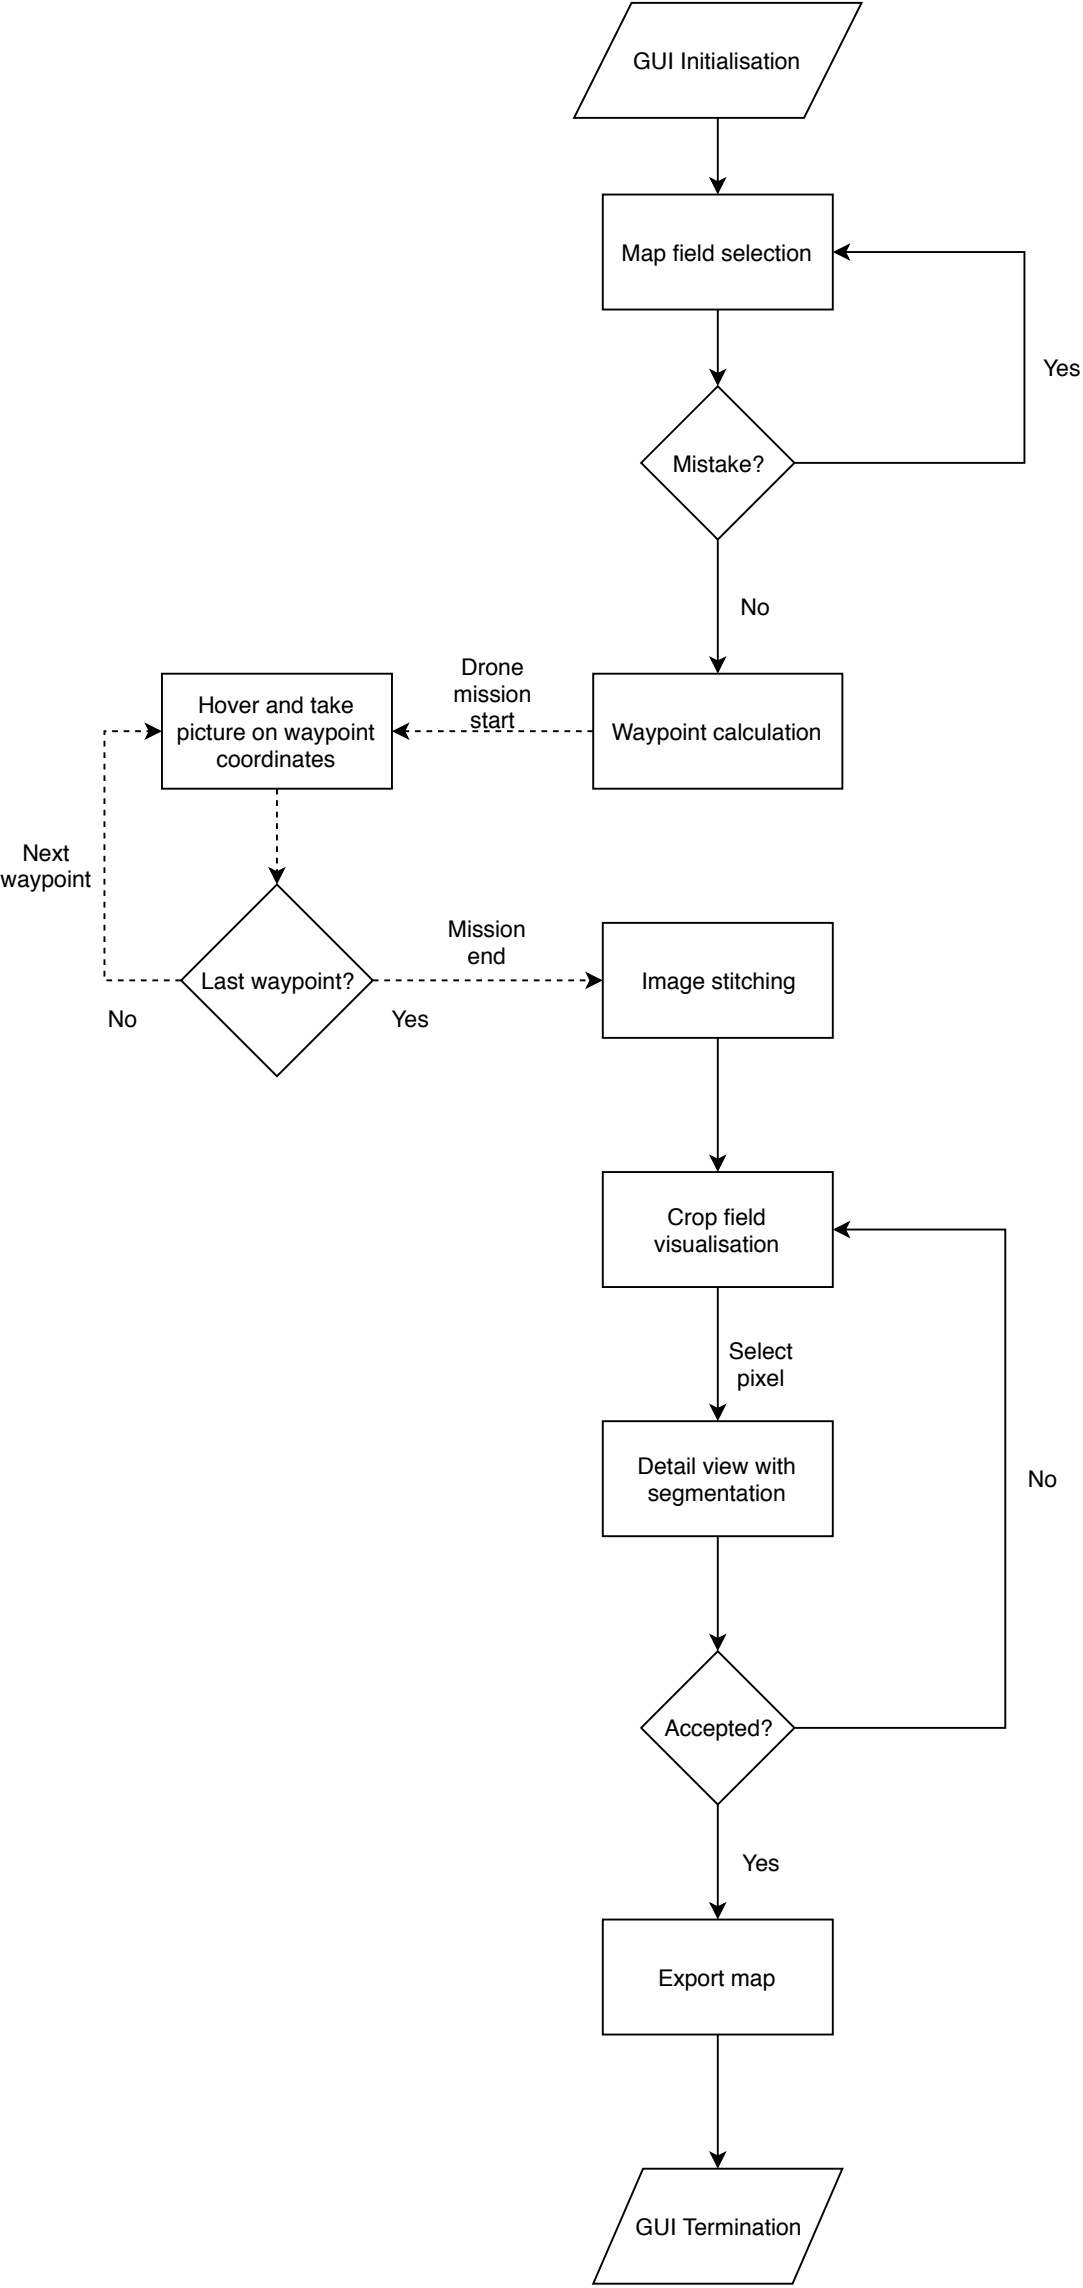 GUI Initialisation
Map field selection
Yes
Mistake?
No
Drone
mission
start
Hover and take
picture on waypoint
coordinates
Waypoint calculation
Next
waypoint
Mission
end
Last waypoint?
Image stitching
No
Yes
Crop field
visualisation
Select
pixel
Detail view with
segmentation
No
Accepted?
Yes
Export map
GUI Termination